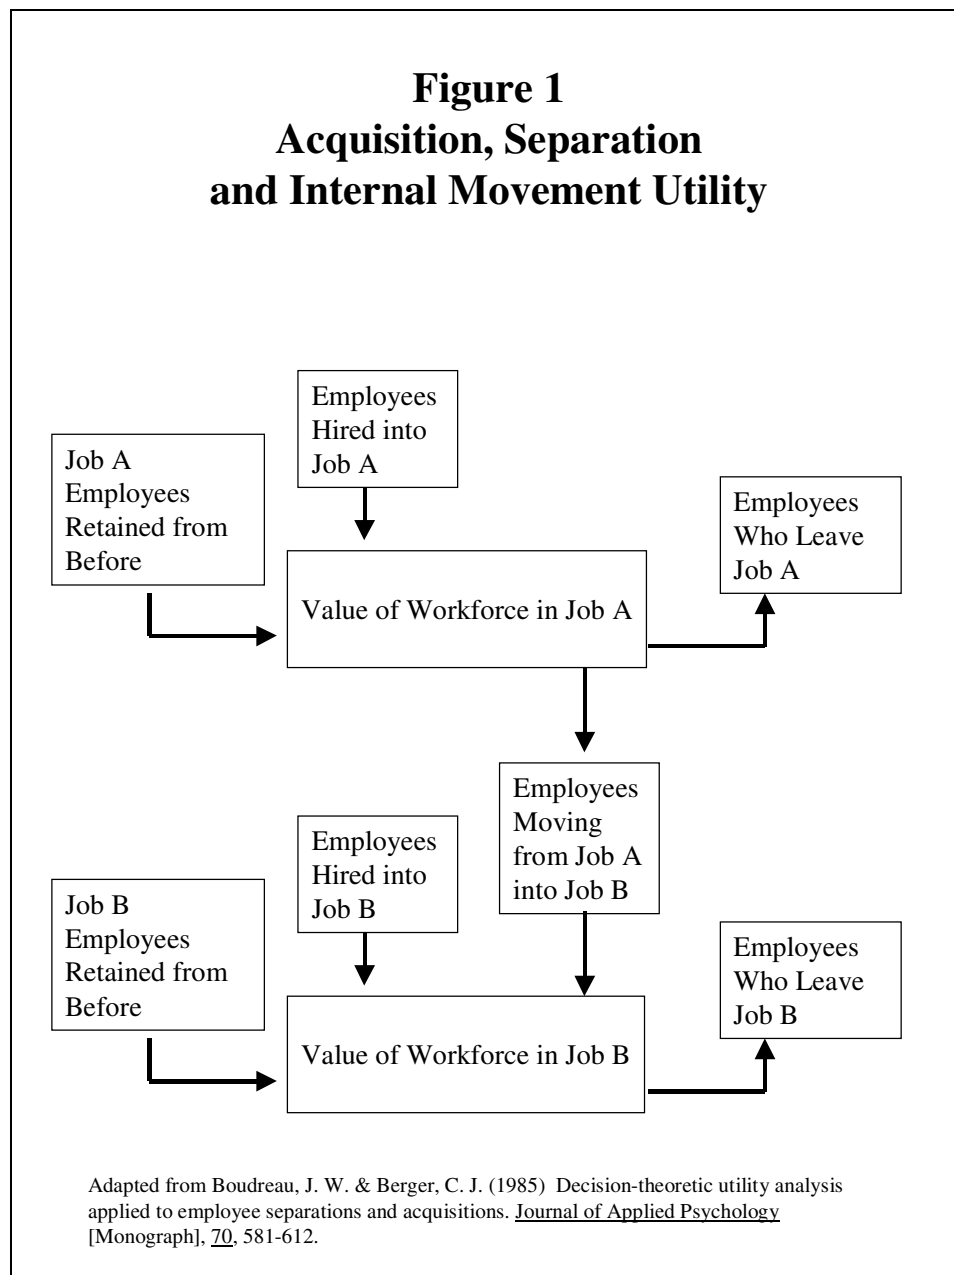 Figure 1
Acquisition, Separation
and Internal Movement Utility
Employees
Hired into
Job A
Job A
Employees
Retained from
Before
Employees
Who Leave
Job A
Value of Workforce in Job A
Employees
Moving
from Job A
into Job B
Employees
Hired into
Job B
Job B
Employees
Retained from
Before
Employees
Who Leave
Job B
Value of Workforce in Job B
Adapted from Boudreau, J. W. & Berger, C. J. (1985)  Decision-theoretic utility analysis
applied to employee separations and acquisitions. Journal of Applied Psychology
[Monograph], 70, 581-612.